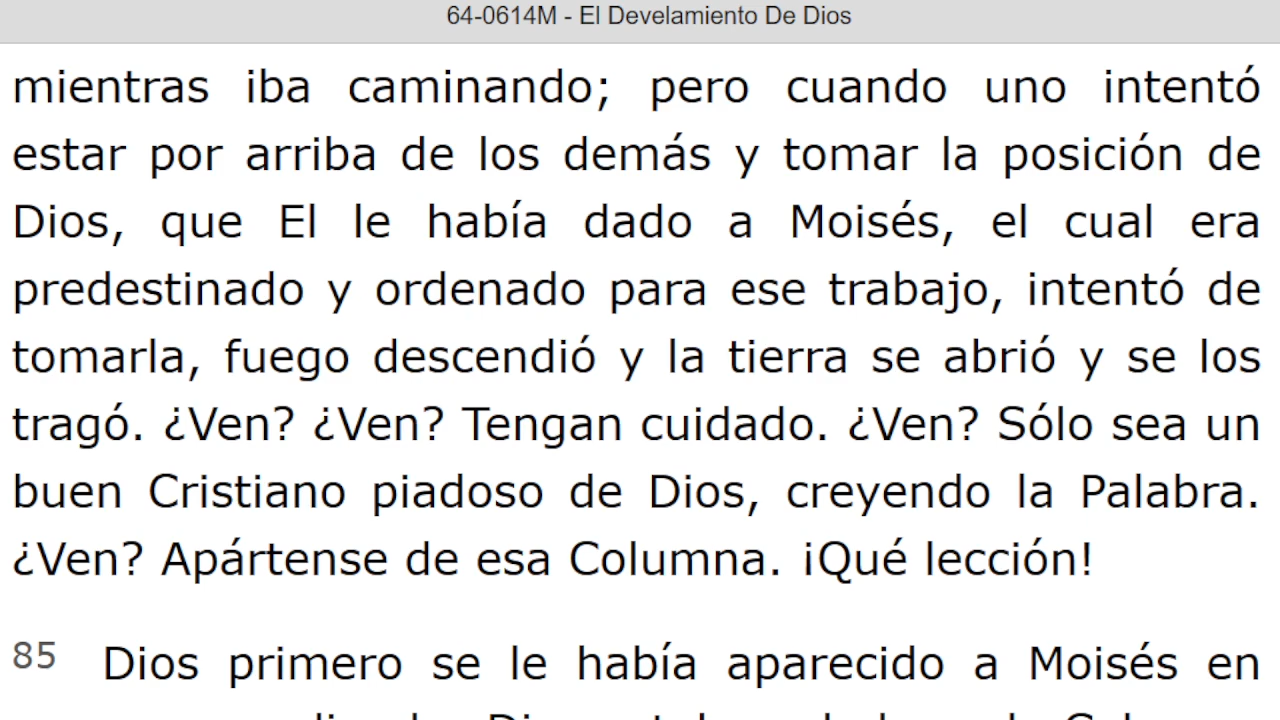 64-0614M - El Develamiento De Dios
mientras iba caminando; pero cuando uno intentó
estar por arriba de los demás y tomar la posición de
Dios, que El le había dado a Moisés, el cual era
predestinado y ordenado para ese trabajo, intentó de
tomarla, fuego descendió y la tierra se abrió y se los
tragó. ¿Ven? ¿Ven? Tengan cuidado. ¿Ven? Sólo sea un
buen Cristiano piadoso de Dios, creyendo la Palabra.
¿Ven? Apártense de esa Columna. ¡Qué lección!
85 Dios primero se le había aparecido a Moisés en